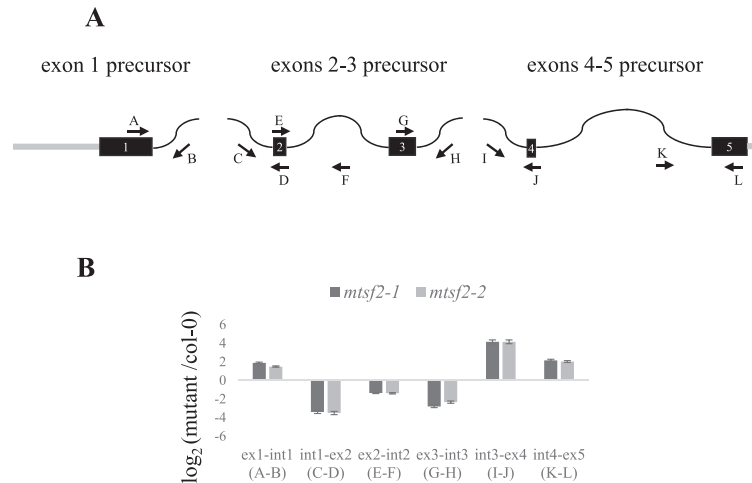 A
exon 1 precursor exons 2-3 precursor exons 4-5 precursor
A E G
1 2 3 4 5
B C D F H I J K L
B
mtsf2-1 mtsf2-2
log2 (mutant /col-0)
6
4
2
0
-2
-4
-6
ex1-int1 int1-ex2 ex2-int2 ex3-int3 int3-ex4 int4-ex5
(A-B) (C-D) (E-F) (G-H) (I-J) (K-L)